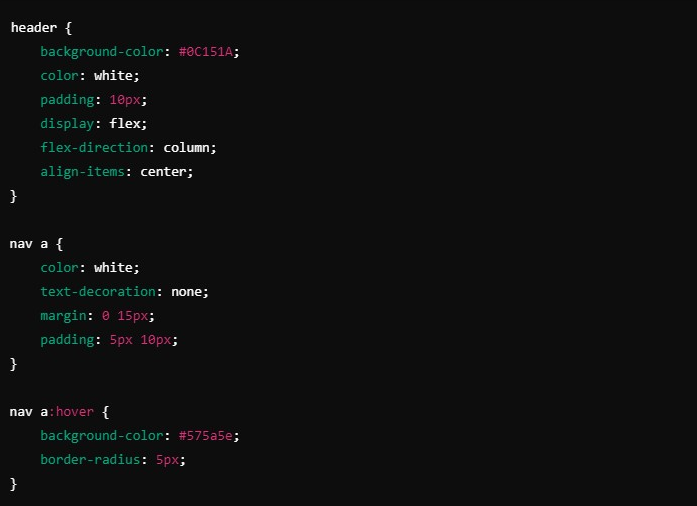 header {
    background-color: #0C151A;
    color: white;
    padding: 10px;
    display: flex;
    flex-direction: column;
    align-items: center;
}
nav a {
    color: white;
    text-decoration: none;
    margin: 0 15px;
    padding: 5px 10px;
}
nav a:hover {
    background-color: #575a5e;
    border-radius: 5px;
}